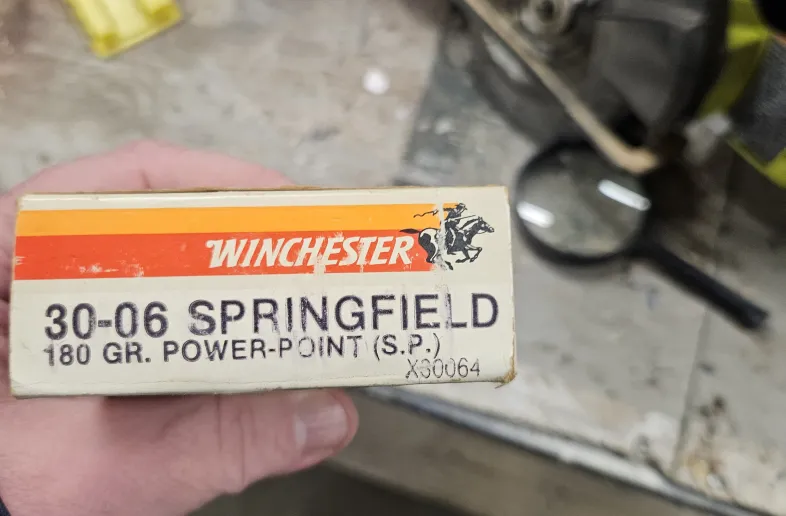 WINCHESTER
30-06 SPRINGFIELD
180 GR. POWER-POINT (S.P.)
X30064